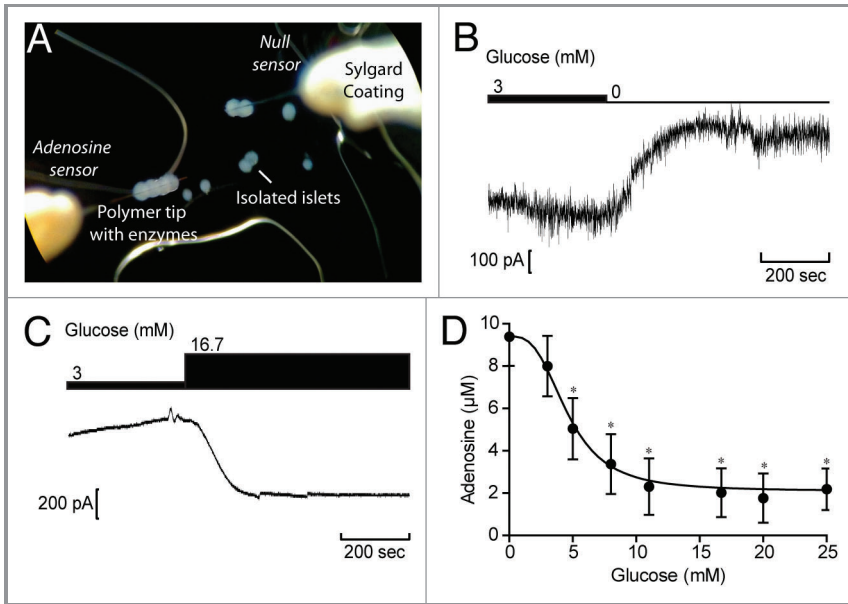 A
Null
sensor
Sylgard
Coating
Adenosine
sensor
Isolated islets
Polymer tip
with enzymes
B
Glucose (mM)
3
0
100 pA
200 sec
C
Glucose (mM)
16.7
3
200 pA
200 sec
D
10
8
6
4
2
0
Adenosine (µM)
* * * * * *
0 5 10 15 20 25
Glucose (mM)